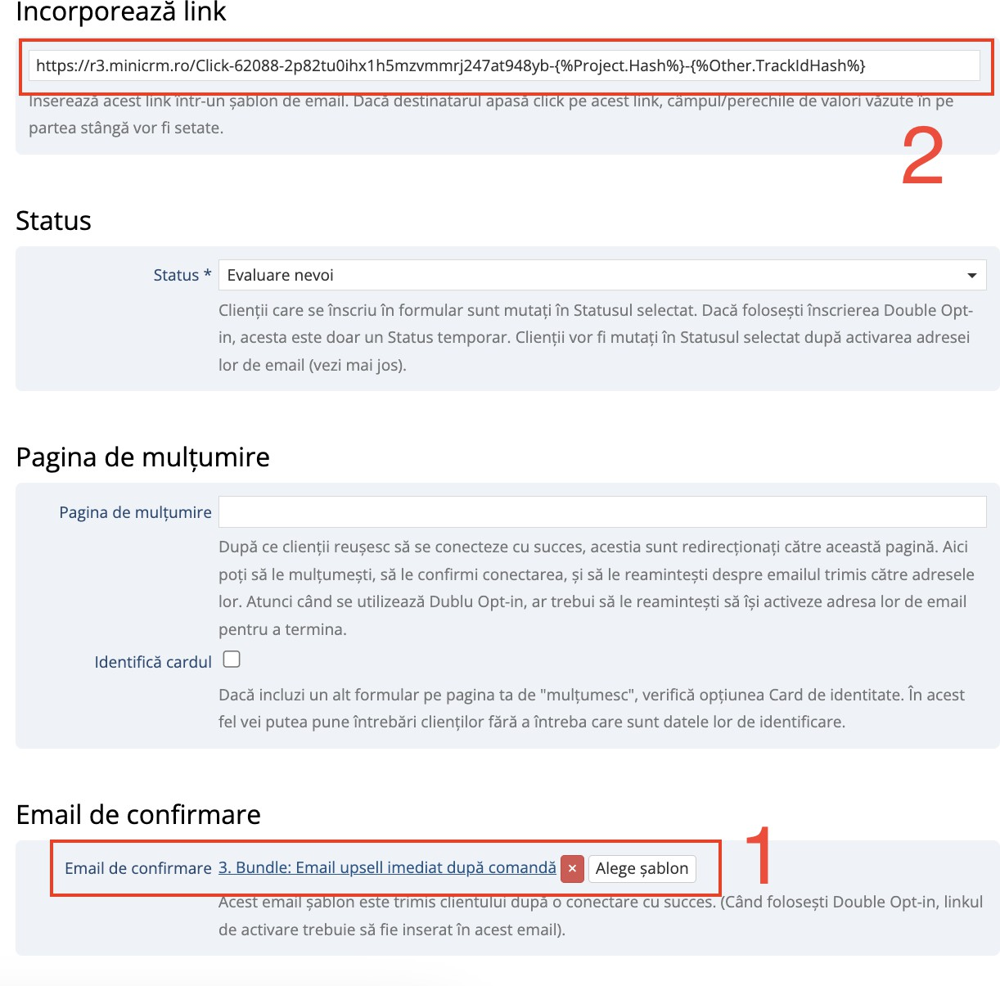 Incorporează link
https://r3.minicrm.ro/Click-62088-2p82tu0ihx1h5mzvmmrj247at948yb-{%Project.Hash%}-{%Other.TrackIdHash%}
Inserează acest link într-un șablon de email. Dacă destinatarul apasă click pe acest link, câmpul/perechile de valori văzute în pe
partea stângă vor fi setate.
2
Status
Status * Evaluare nevoi
Clienții care se înscriu în formular sunt mutați în Statusul selectat. Dacă folosești înscrierea Double Opt-
in, acesta este doar un Status temporar. Clienții vor fi mutați în Statusul selectat după activarea adresei
lor de email (vezi mai jos).
Pagina de mulțumire
Pagina de mulțumire
După ce clienții reușesc să se conecteze cu succes, acestia sunt redirecționați către această pagină. Aici
poți să le mulțumești, să le confirmi conectarea, și să le reamintești despre emailul trimis către adresele
lor. Atunci când se utilizează Dublu Opt-in, ar trebui să le reamintești să își activeze adresa lor de email
pentru a termina.
Identifică cardul
Dacă incluzi un alt formular pe pagina ta de "mulțumesc", verifică opțiunea Card de identitate. În acest
fel vei putea pune întrebări clienților fără a întreba care sunt datele lor de identificare.
Email de confirmare
1
Email de confirmare 3. Bundle: Email upsell imediat după comandă × Alege șablon
Acest email șablon este trimis clientului după o conectare cu succes. (Când folosești Double Opt-in, linkul
de activare trebuie să fie inserat în acest email).